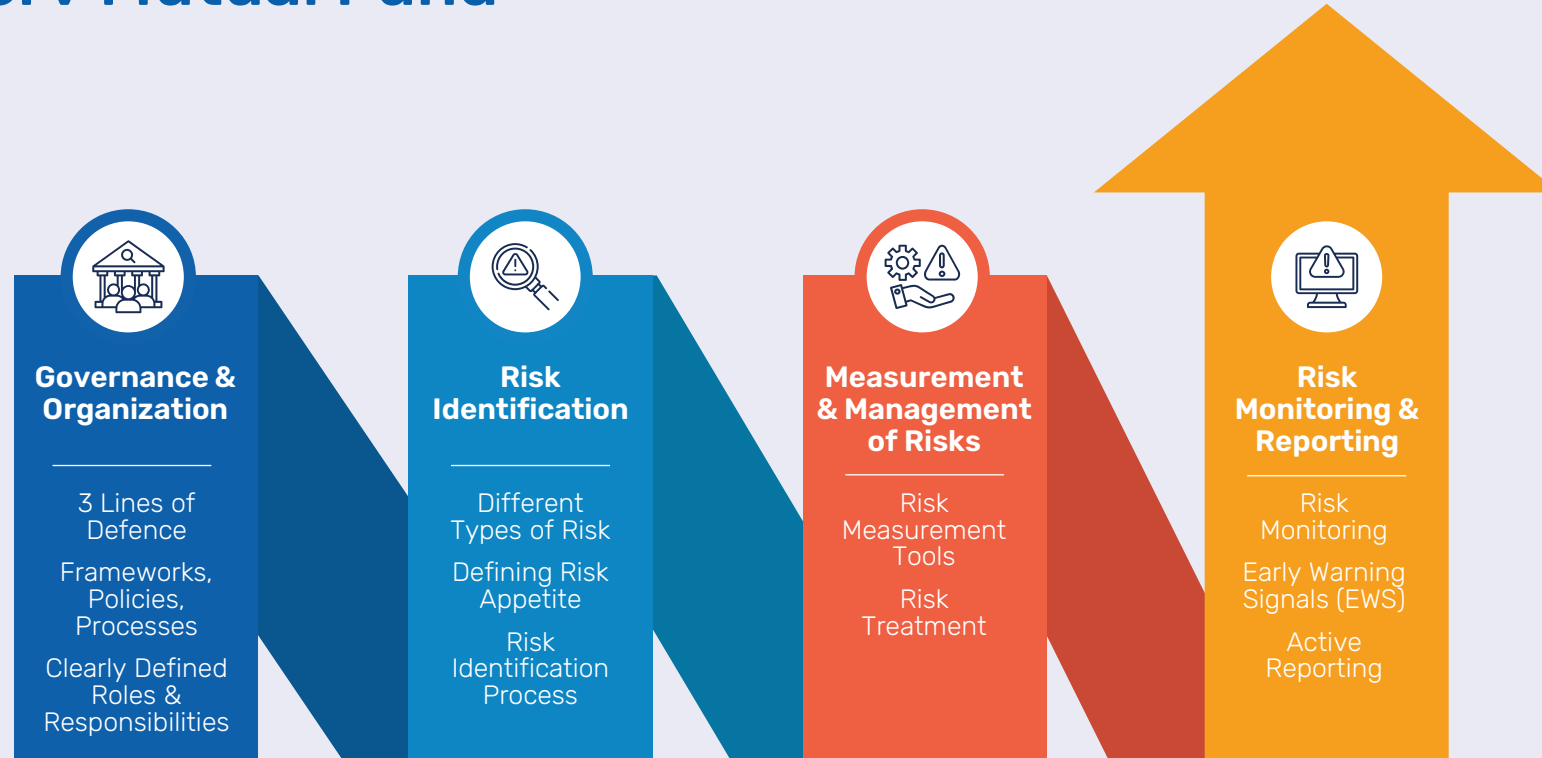 Mutual Fund
Governance &
Organization
3 Lines of
Defence
Frameworks,
Policies,
Processes
Clearly Defined
Roles &
Responsibilities
Risk
Identification
Different
Types of Risk
Defining Risk
Appetite
Risk
Identification
Process
Measurement
& Management
of Risks
Risk
Measurement
Tools
Risk
Treatment
Risk
Monitoring &
Reporting
Risk
Monitoring
Early Warning
Signals (EWS)
Active
Reporting